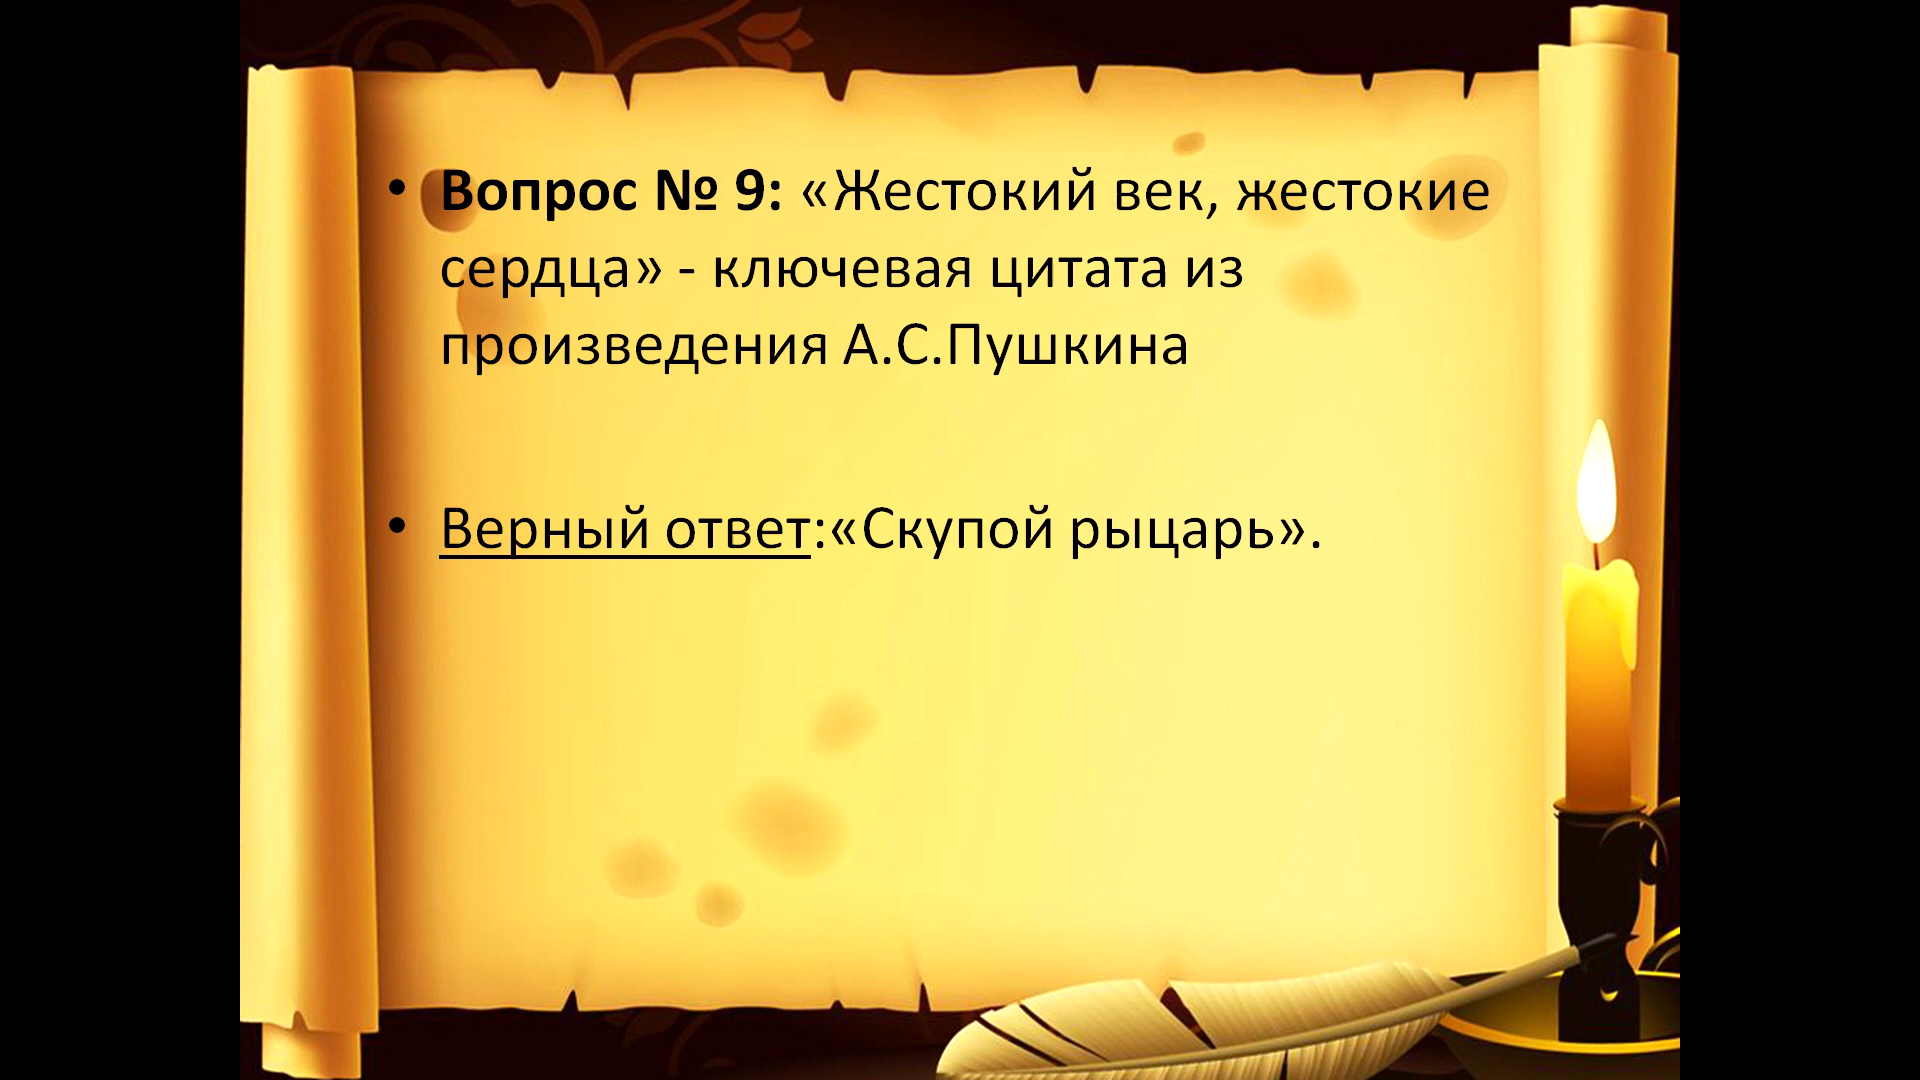 • Вопрос № 9: «Жестокий век, жестокие
сердца» - ключевая цитата из
произведения А.С.Пушкина
• Верный ответ:«Скупой рыцарь».